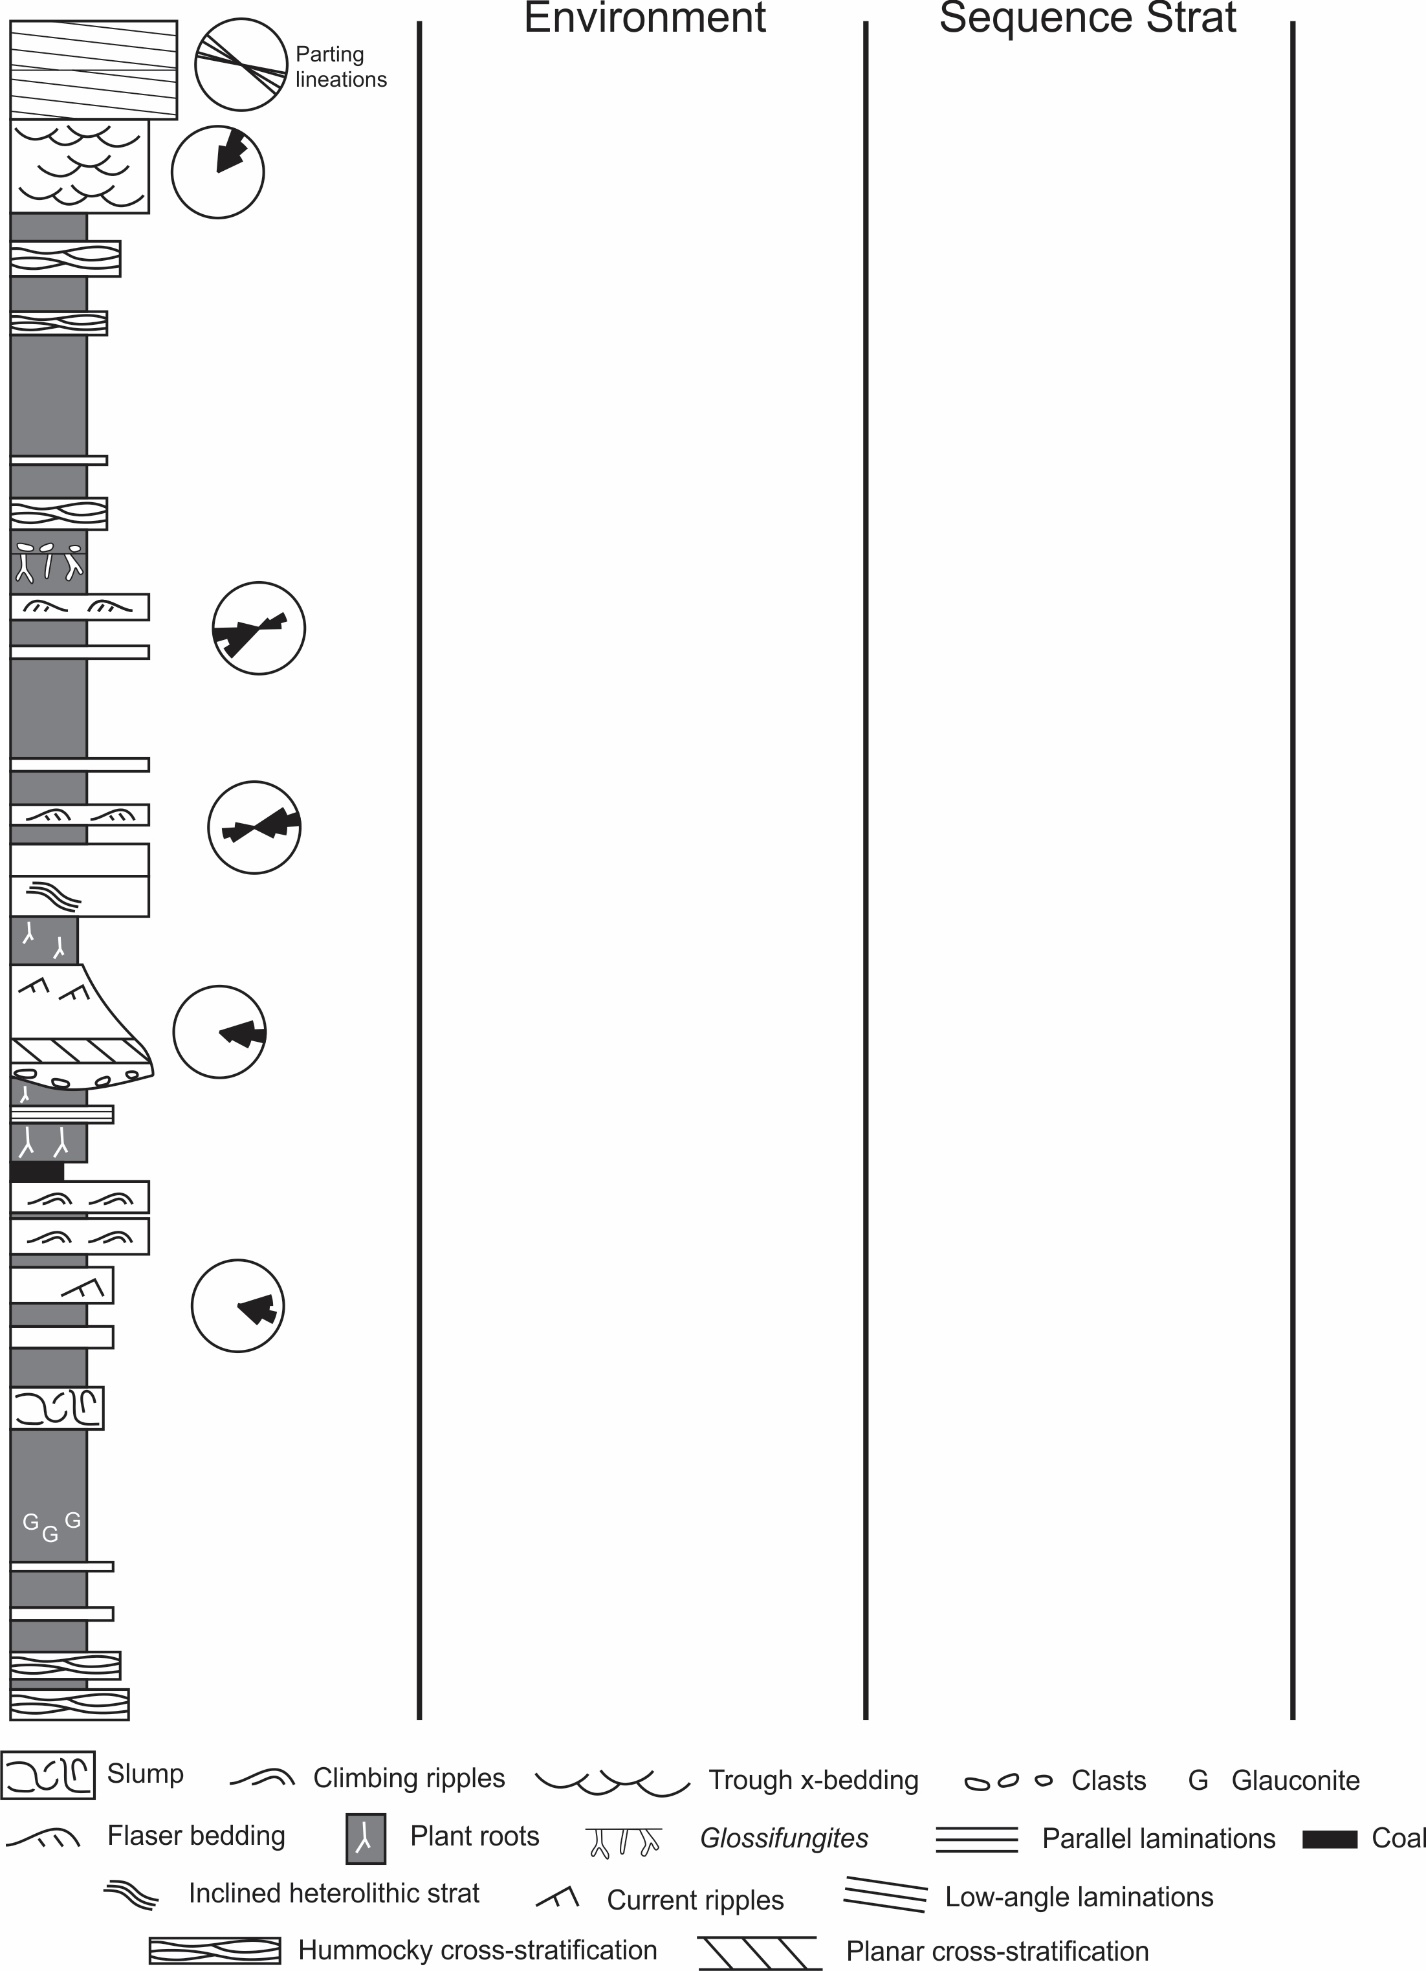 Environment
Sequence Strat
Parting
lineations
G
G
G
Slump
Climbing ripples
Trough x-bedding
Clasts
G Glauconite
Flaser bedding
Plant roots
Glossifungites
Parallel laminations
Coal
Inclined heterolithic strat
Current ripples
Low-angle laminations
Hummocky cross-stratification
Planar cross-stratification